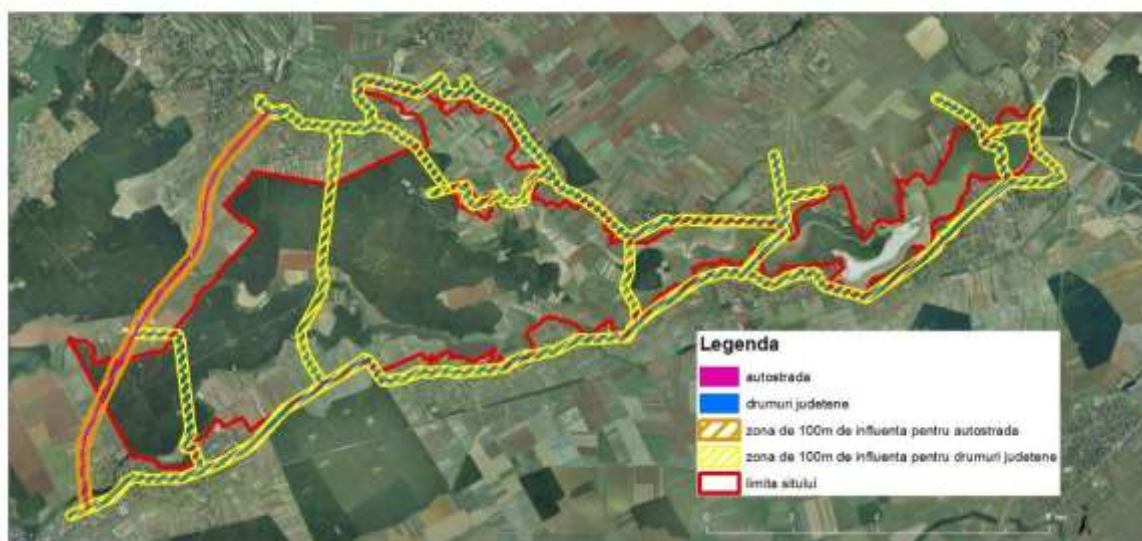 Legenda
autostrada
drumuri judetene
zona de 100m de influenta pentru autostrada
zona de 100m de influenta pentru drumuri judetene
limita sitului